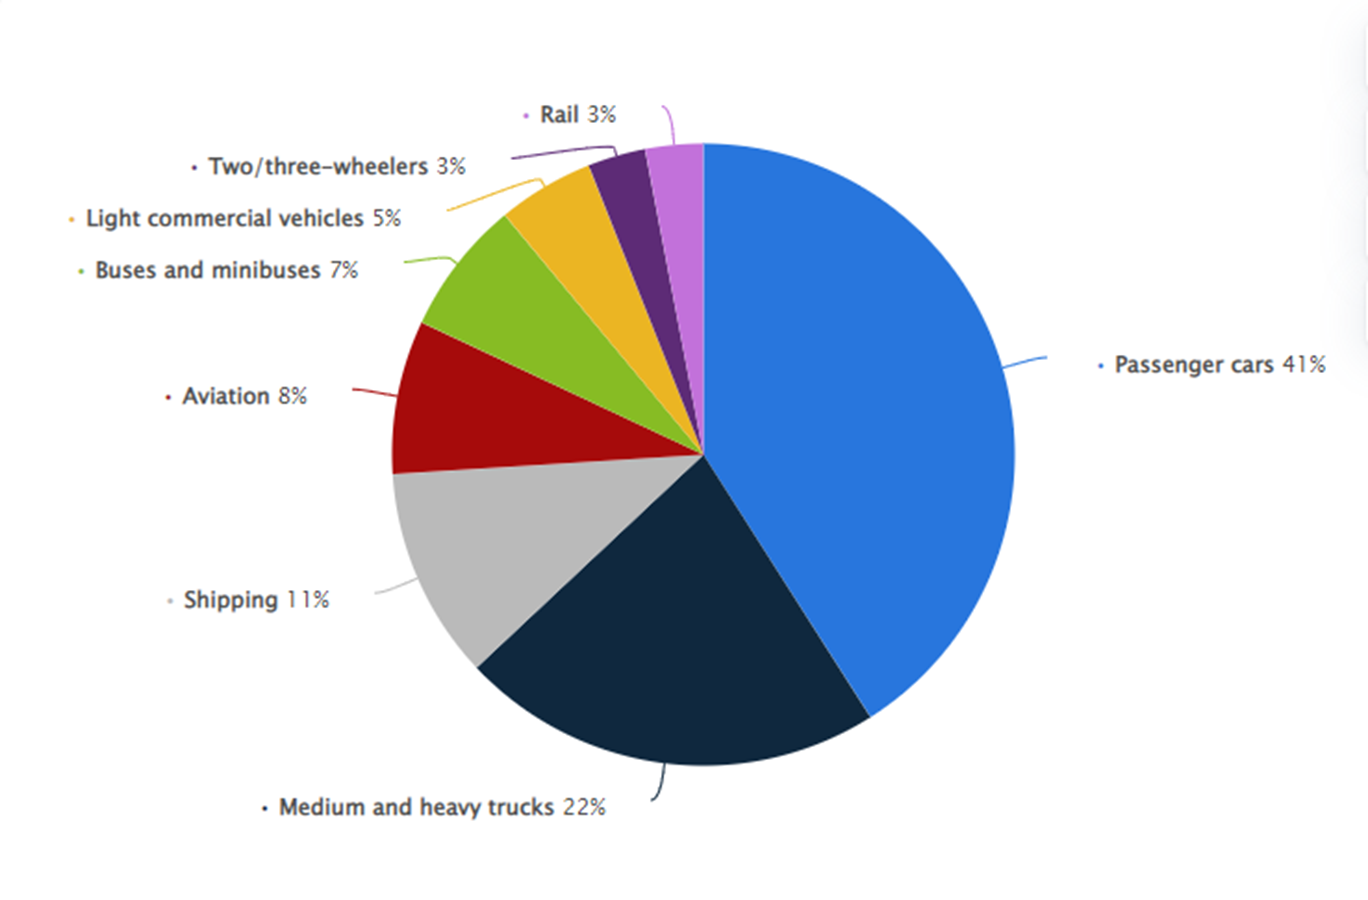 Rail 3%
Two/three-wheelers 3%
Light commercial vehicles 5%
Buses and minibuses 7%
Passenger cars 41%
Aviation 8%
Shipping 11%
Medium and heavy trucks 22%